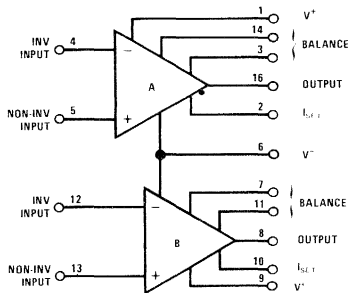 1 V+
14
INV INPUT 4 BALANCE
3
− A 16 OUTPUT
NON-INV INPUT 5 + 2 ISET
6 V−
7
INV INPUT 12 BALANCE
11
− B 8 OUTPUT
10 ISET
NON-INV INPUT 13 + 9 V+